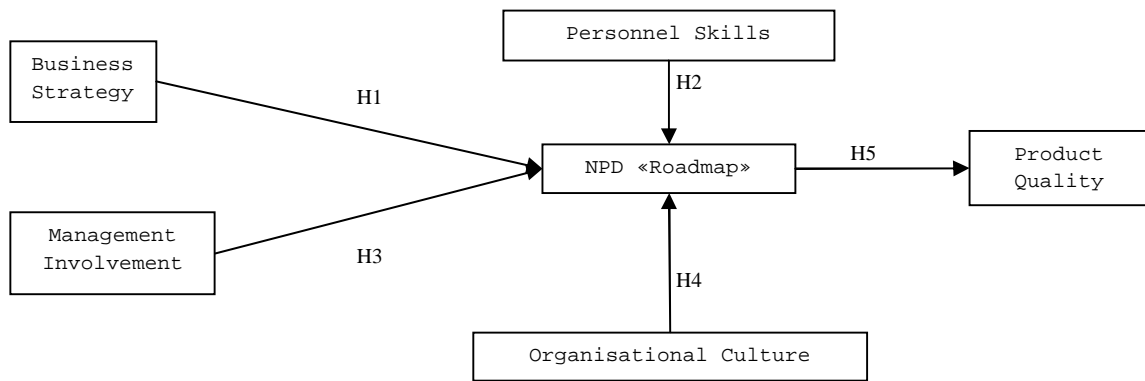 Personnel Skills
Business
Strategy
H1
H2
NPD «Roadmap»
H5
Product
Quality
Management
Involvement
H3
H4
Organisational Culture